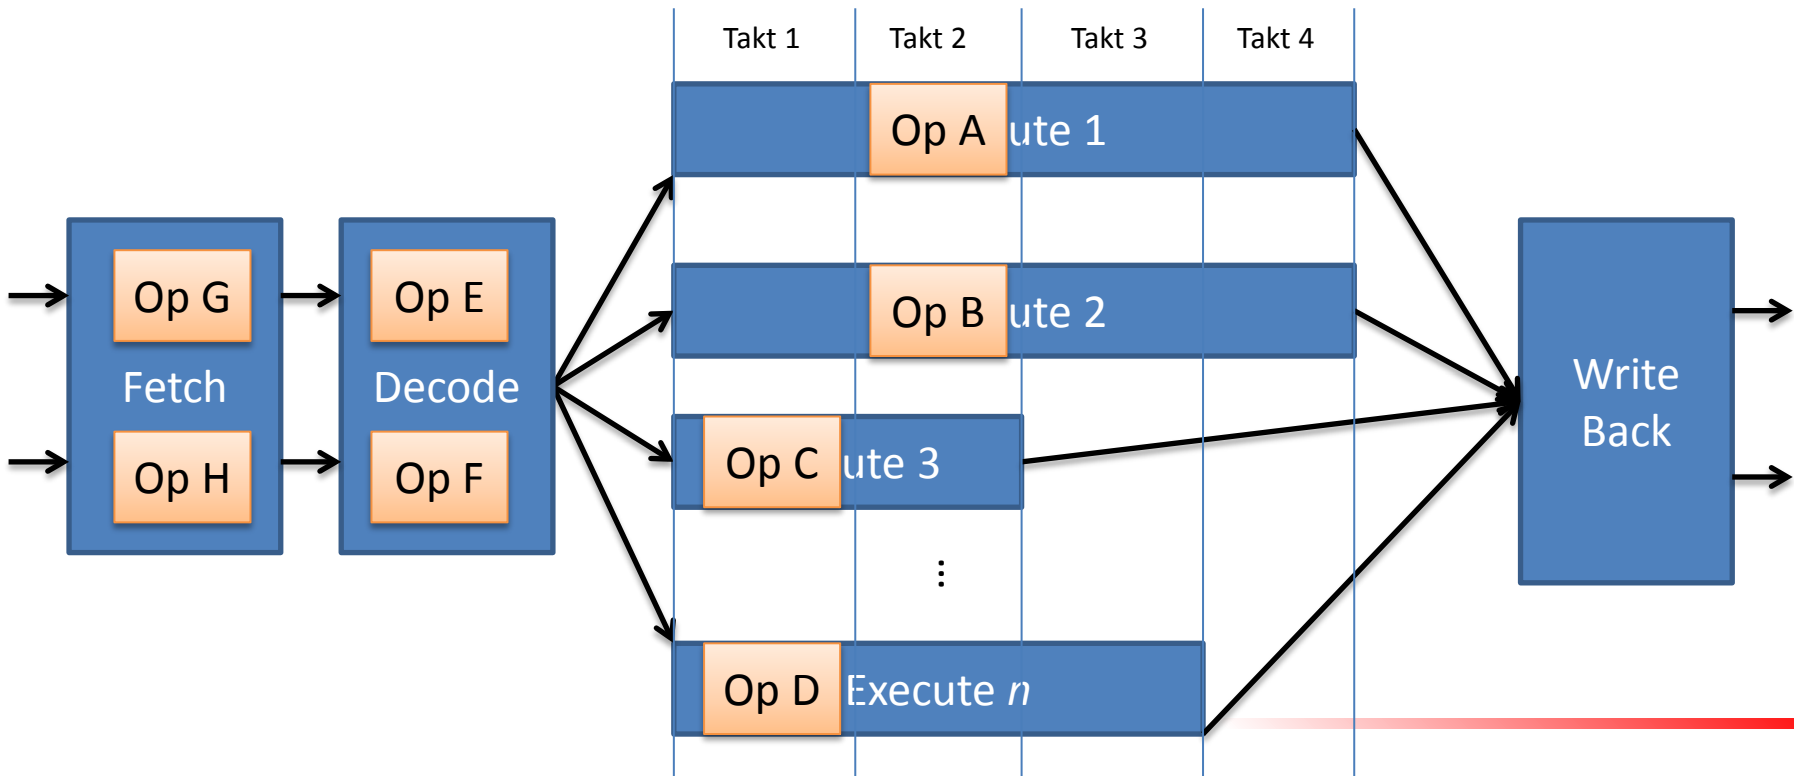 Takt 1
Takt 2
Takt 3
Takt 4
Op A
ute 1
Op G
Op E
Op B
ute 2
Fetch
Decode
Write
Back
Op H
Op F
Op C
ute 3
...
Op D
Execute n